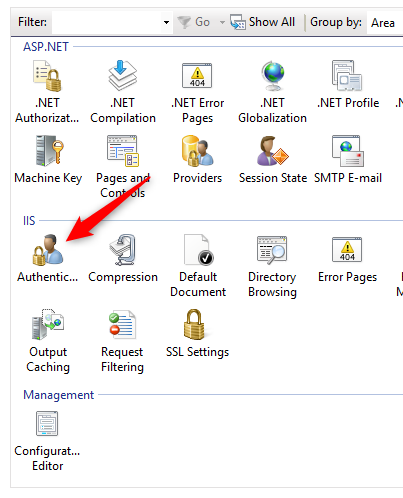 Filter: Go Show All Group by: Area
ASP.NET
.NET .NET .NET Error .NET .NET Profile
Authorizat... Compilation Pages Globalization
Machine Key Pages and Providers Session State SMTP E-mail
Controls
IIS
Authentic... Compression Default Directory Error Pages
Document Browsing
Output Request SSL Settings
Caching Filtering
Management
Configurat...
Editor